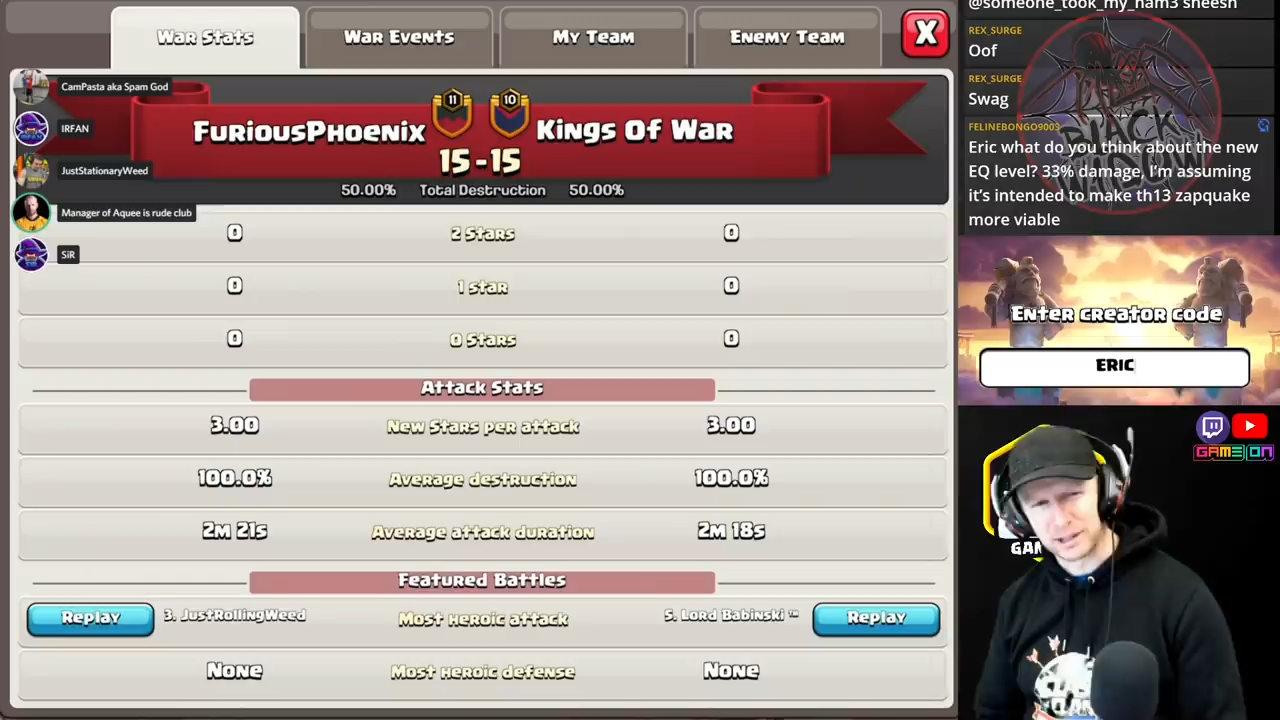 War Stats
War Events
My Team
Enemy Team
X
CamPasta aka Spam God
IRFAN
JustStationaryWeed
Manager of Aquee is rude club
SiR
11
10
FuriousPhoenix
Kings Of War
15 - 15
50.00% Total Destruction 50.00%
0 2 Stars 0
0 1 star 0
0 0 Stars 0
Attack Stats
3.00 New Stars per attack 3.00
100.0% Average destruction 100.0%
2m 21s Average attack duration 2m 18s
Featured Battles
Replay 3. JustRollingWeed Most heroic attack 5. Lord Babinski ™ Replay
None Most heroic defense None
@someone_took_my_nam3 sheesh
REX_SURGE
Oof
REX_SURGE
Swag
FELINEBONGO9003
Eric what do you think about the new
EQ level? 33% damage, I'm assuming
it's intended to make th13 zapquake
more viable
BLACK
WIDOW
Enter creator code
ERIC
GAME ON
GAM